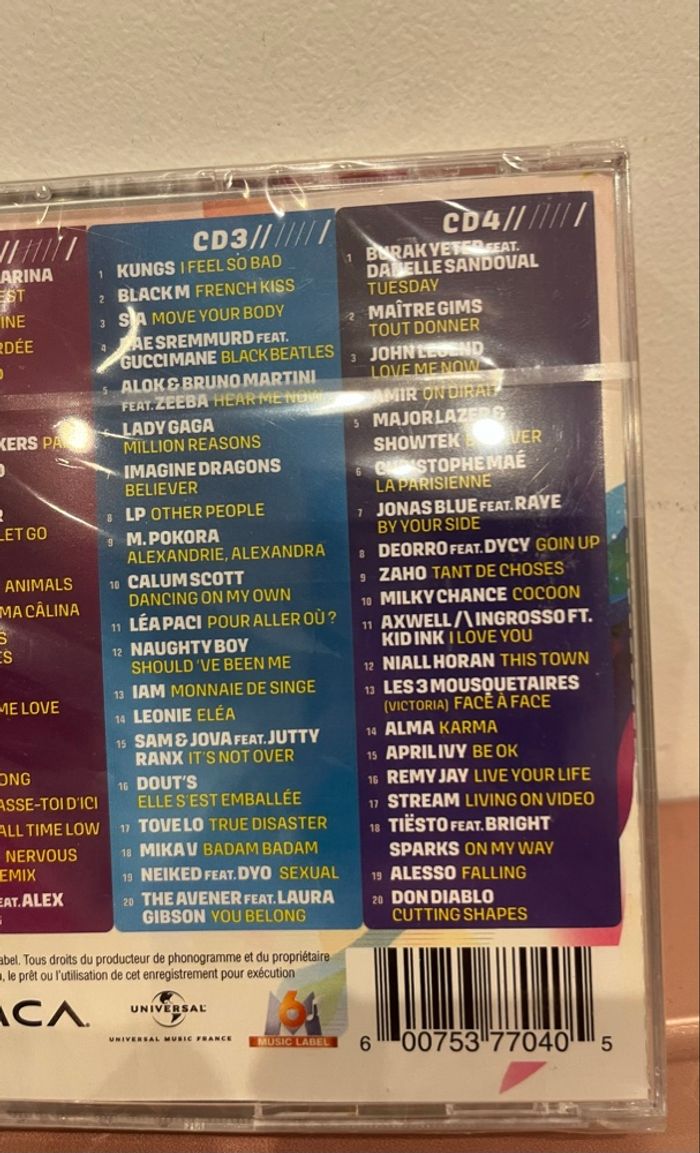 ARINA
EST
INE
RDÉE
KERS PA
LET GO
ANIMALS
MA CÂLINA
S
ES
ME LOVE
ONG
ASSE-TOI D'ICI
ALL TIME LOW
NERVOUS
EMIX
EAT. ALEX
CD3//////
1 KUNGS I FEEL SO BAD
2 BLACK M FRENCH KISS
3 SIA MOVE YOUR BODY
4 RAE SREMMURD FEAT.
GUCCI MANE BLACK BEATLES
5 ALOK & BRUNO MARTINI
FEAT. ZEEBA HEAR ME NOW
LADY GAGA
MILLION REASONS
IMAGINE DRAGONS
BELIEVER
8 LP OTHER PEOPLE
9 M. POKORA
ALEXANDRIE, ALEXANDRA
10 CALUM SCOTT
DANCING ON MY OWN
11 LÉA PACI POUR ALLER OÙ ?
12 NAUGHTY BOY
SHOULD 'VE BEEN ME
13 IAM MONNAIE DE SINGE
14 LEONIE ELÉA
15 SAM & JOVA FEAT. JUTTY
RANX IT'S NOT OVER
16 DOUT'S
ELLE S'EST EMBALLÉE
17 TOVE LO TRUE DISASTER
18 MIKA V BADAM BADAM
19 NEIKED FEAT. DYO SEXUAL
20 THE AVENER FEAT. LAURA
GIBSON YOU BELONG
CD4//////
1 BURAK YETER FEAT.
DANELLE SANDOVAL
TUESDAY
2 MAÎTRE GIMS
TOUT DONNER
3 JOHN LEGEND
LOVE ME NOW
AMIR ON DIRAIT
5 MAJOR LAZER &
SHOWTEK BELIEVER
6 CHRISTOPHE MAÉ
LA PARISIENNE
7 JONAS BLUE FEAT. RAYE
BY YOUR SIDE
8 DEORRO FEAT. DYCY GOIN UP
9 ZAHO TANT DE CHOSES
10 MILKY CHANCE COCOON
11 AXWELL /\ INGROSSO FT.
KID INK I LOVE YOU
12 NIALL HORAN THIS TOWN
13 LES 3 MOUSQUETAIRES
(VICTORIA) FACE À FACE
14 ALMA KARMA
15 APRIL IVY BE OK
16 REMY JAY LIVE YOUR LIFE
17 STREAM LIVING ON VIDEO
18 TIËSTO FEAT. BRIGHT
SPARKS ON MY WAY
19 ALESSO FALLING
20 DON DIABLO
CUTTING SHAPES
abel. Tous droits du producteur de phonogramme et du propriétaire
, le prêt ou l'utilisation de cet enregistrement pour exécution
ACA.
UNIVERSAL
UNIVERSAL MUSIC FRANCE
M6
MUSIC LABEL
6 00753 77040 5